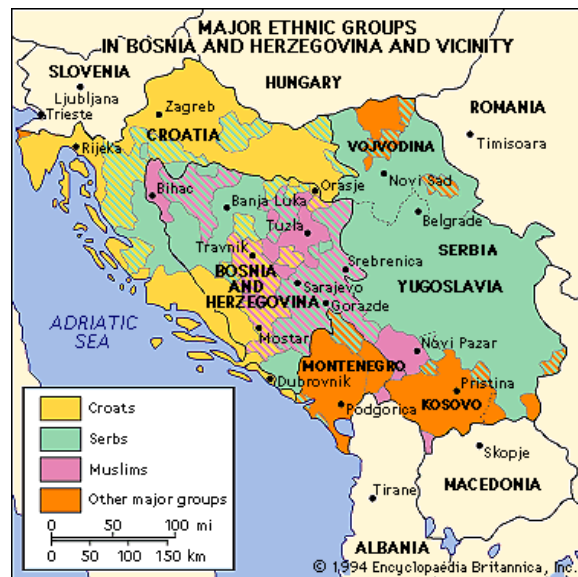 MAJOR ETHNIC GROUPS
IN BOSNIA AND HERZEGOVINA AND VICINITY
SLOVENIA
Ljubljana
Trieste
HUNGARY
ROMANIA
Zagreb
CROATIA
Rijeka
VOJVODINA
Timisoara
Novi Sad
Orasje
Bihac
Banja Luka
Belgrade
Tuzla
Travnik
SERBIA
Srebrenica
BOSNIA
AND
HERZEGOVINA
Sarajevo
YUGOSLAVIA
Gorazde
ADRIATIC
SEA
Mostar
Novi Pazar
MONTENEGRO
Dubrovnik
Pristina
KOSOVO
Podgorica
Croats
Serbs
Muslims
Other major groups
0 50 100 mi
0 50 100 150 km
Skopje
MACEDONIA
Tirane
ALBANIA
© 1994 Encyclopaedia Britannica, Inc.